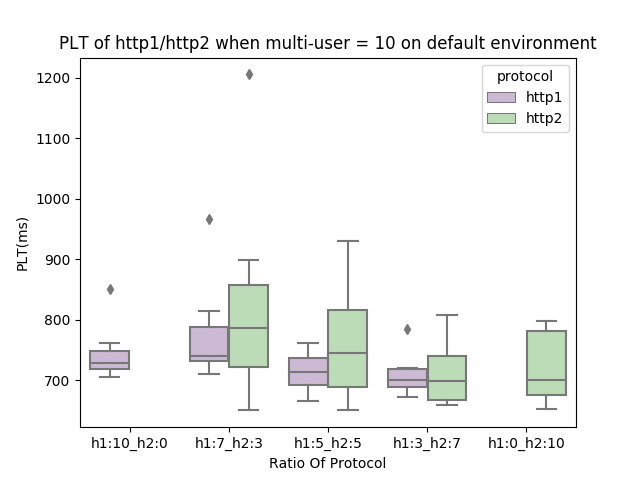 PLT of http1/http2 when multi-user = 10 on default environment
protocol
http1
http2
PLT(ms)
1200
1100
1000
900
800
700
h1:10_h2:0
h1:7_h2:3
h1:5_h2:5
h1:3_h2:7
h1:0_h2:10
Ratio Of Protocol